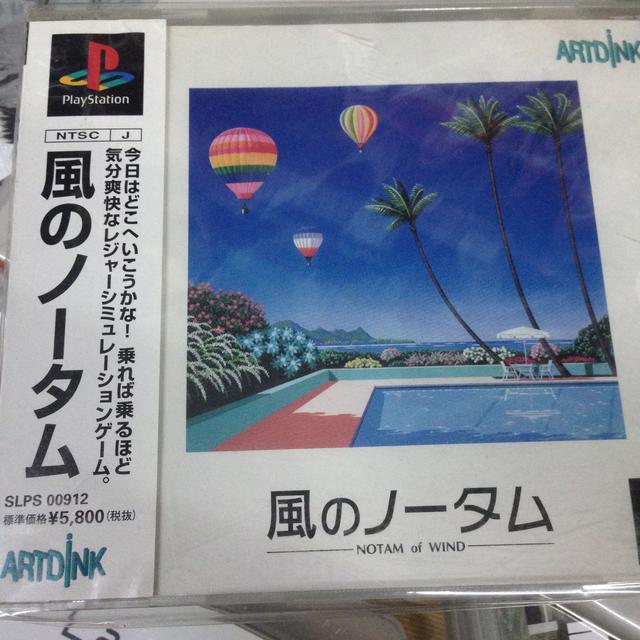 PlayStation
NTSC J
今日はどこへいこうかな！乗れば乗るほど
気分爽快なレジャーシミュレーションゲーム。
風のノータム
SLPS 00912
標準価格¥5,800(税抜)
ARTDINK
ARTDINK
風のノータム
NOTAM of WIND